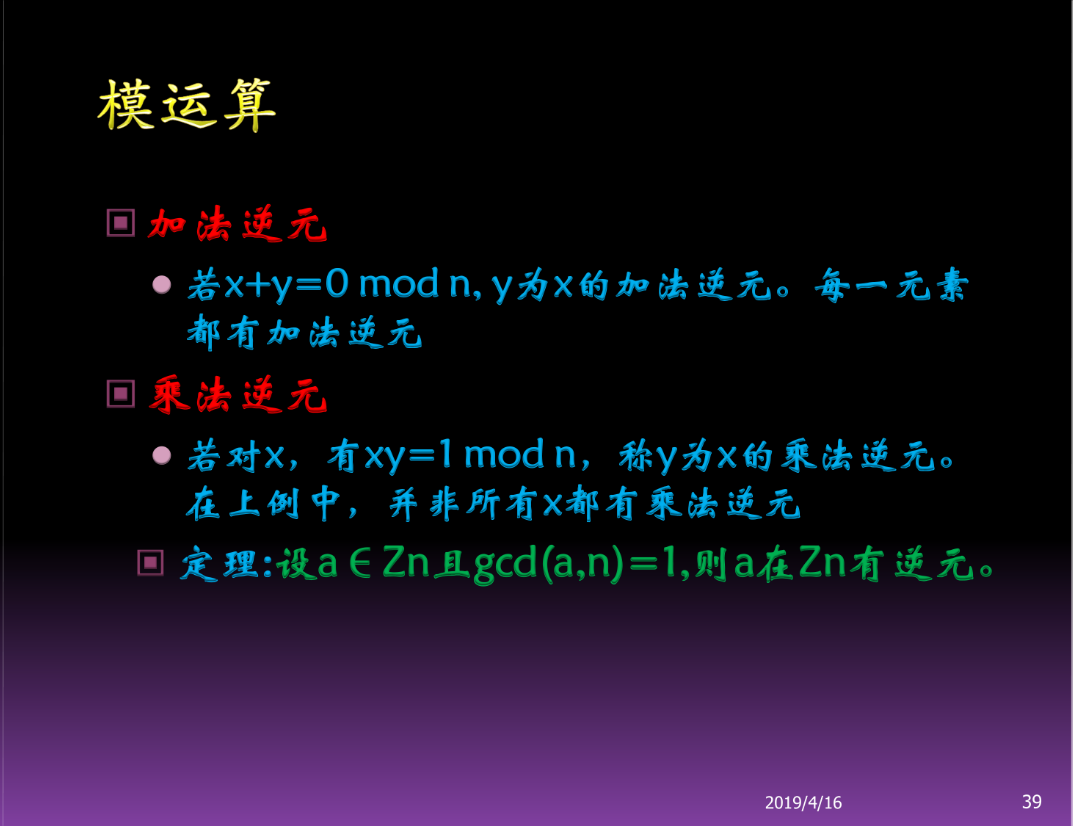 模运算
加法逆元
若x+y=0 mod n, y为x的加法逆元。每一元素
都有加法逆元
乘法逆元
若对x，有xy=1 mod n，称y为x的乘法逆元。
在上例中，并非所有x都有乘法逆元
定理:设a∈Zn且gcd(a,n)=1,则a在Zn有逆元。
2019/4/16
39